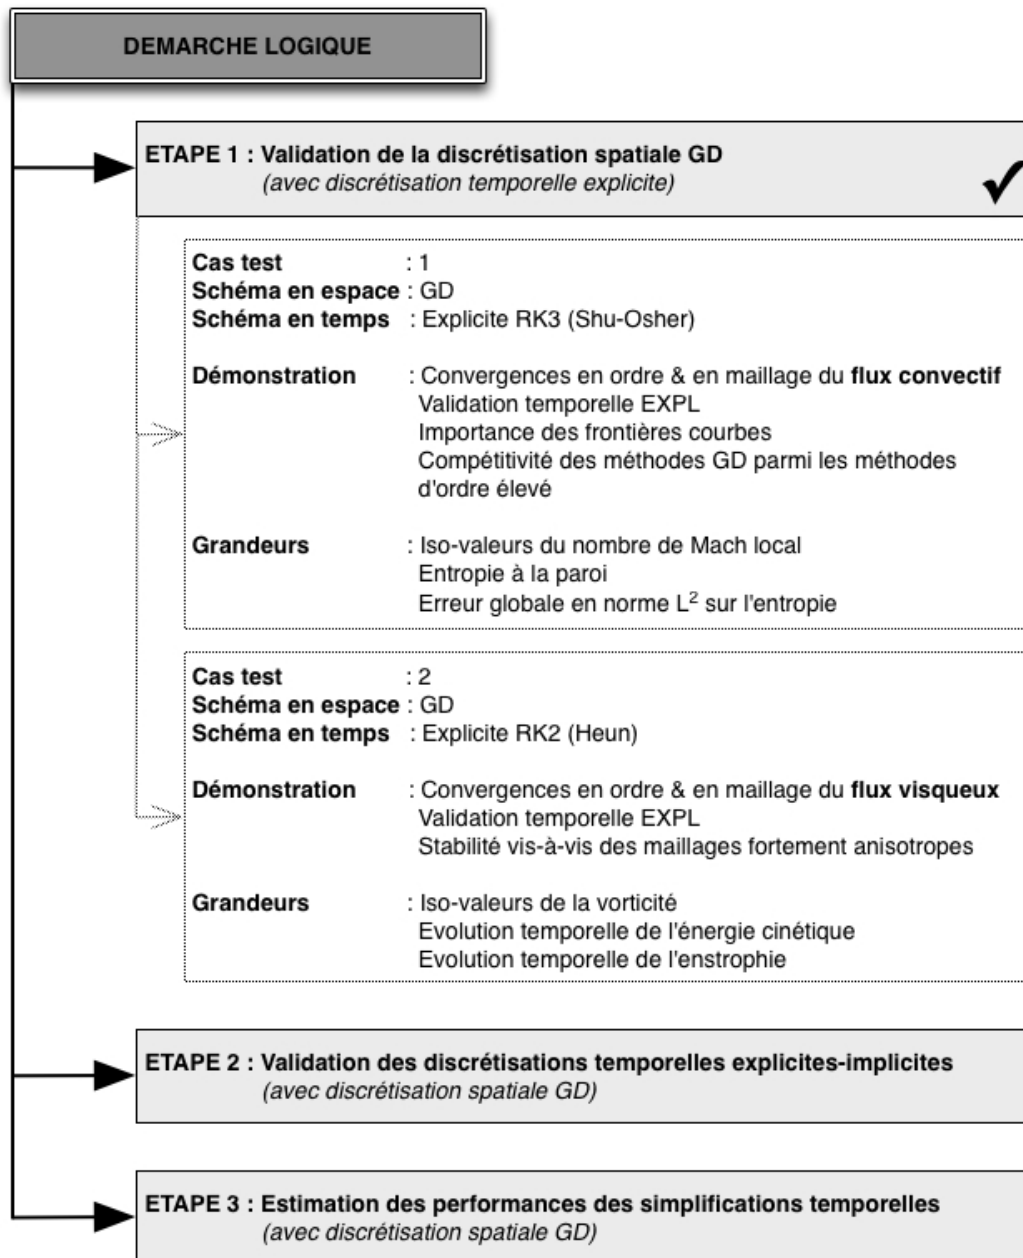 DEMARCHE LOGIQUE
ETAPE 1 : Validation de la discrétisation spatiale GD
(avec discrétisation temporelle explicite)
Cas test : 1
Schéma en espace : GD
Schéma en temps : Explicite RK3 (Shu-Osher)
Démonstration : Convergences en ordre & en maillage du flux convectif
Validation temporelle EXPL
Importance des frontières courbes
Compétitivité des méthodes GD parmi les méthodes
d'ordre élevé
Grandeurs : Iso-valeurs du nombre de Mach local
Entropie à la paroi
Erreur globale en norme L² sur l'entropie
Cas test : 2
Schéma en espace : GD
Schéma en temps : Explicite RK2 (Heun)
Démonstration : Convergences en ordre & en maillage du flux visqueux
Validation temporelle EXPL
Stabilité vis-à-vis des maillages fortement anisotropes
Grandeurs : Iso-valeurs de la vorticité
Evolution temporelle de l'énergie cinétique
Evolution temporelle de l'enstrophie
ETAPE 2 : Validation des discrétisations temporelles explicites-implicites
(avec discrétisation spatiale GD)
ETAPE 3 : Estimation des performances des simplifications temporelles
(avec discrétisation spatiale GD)